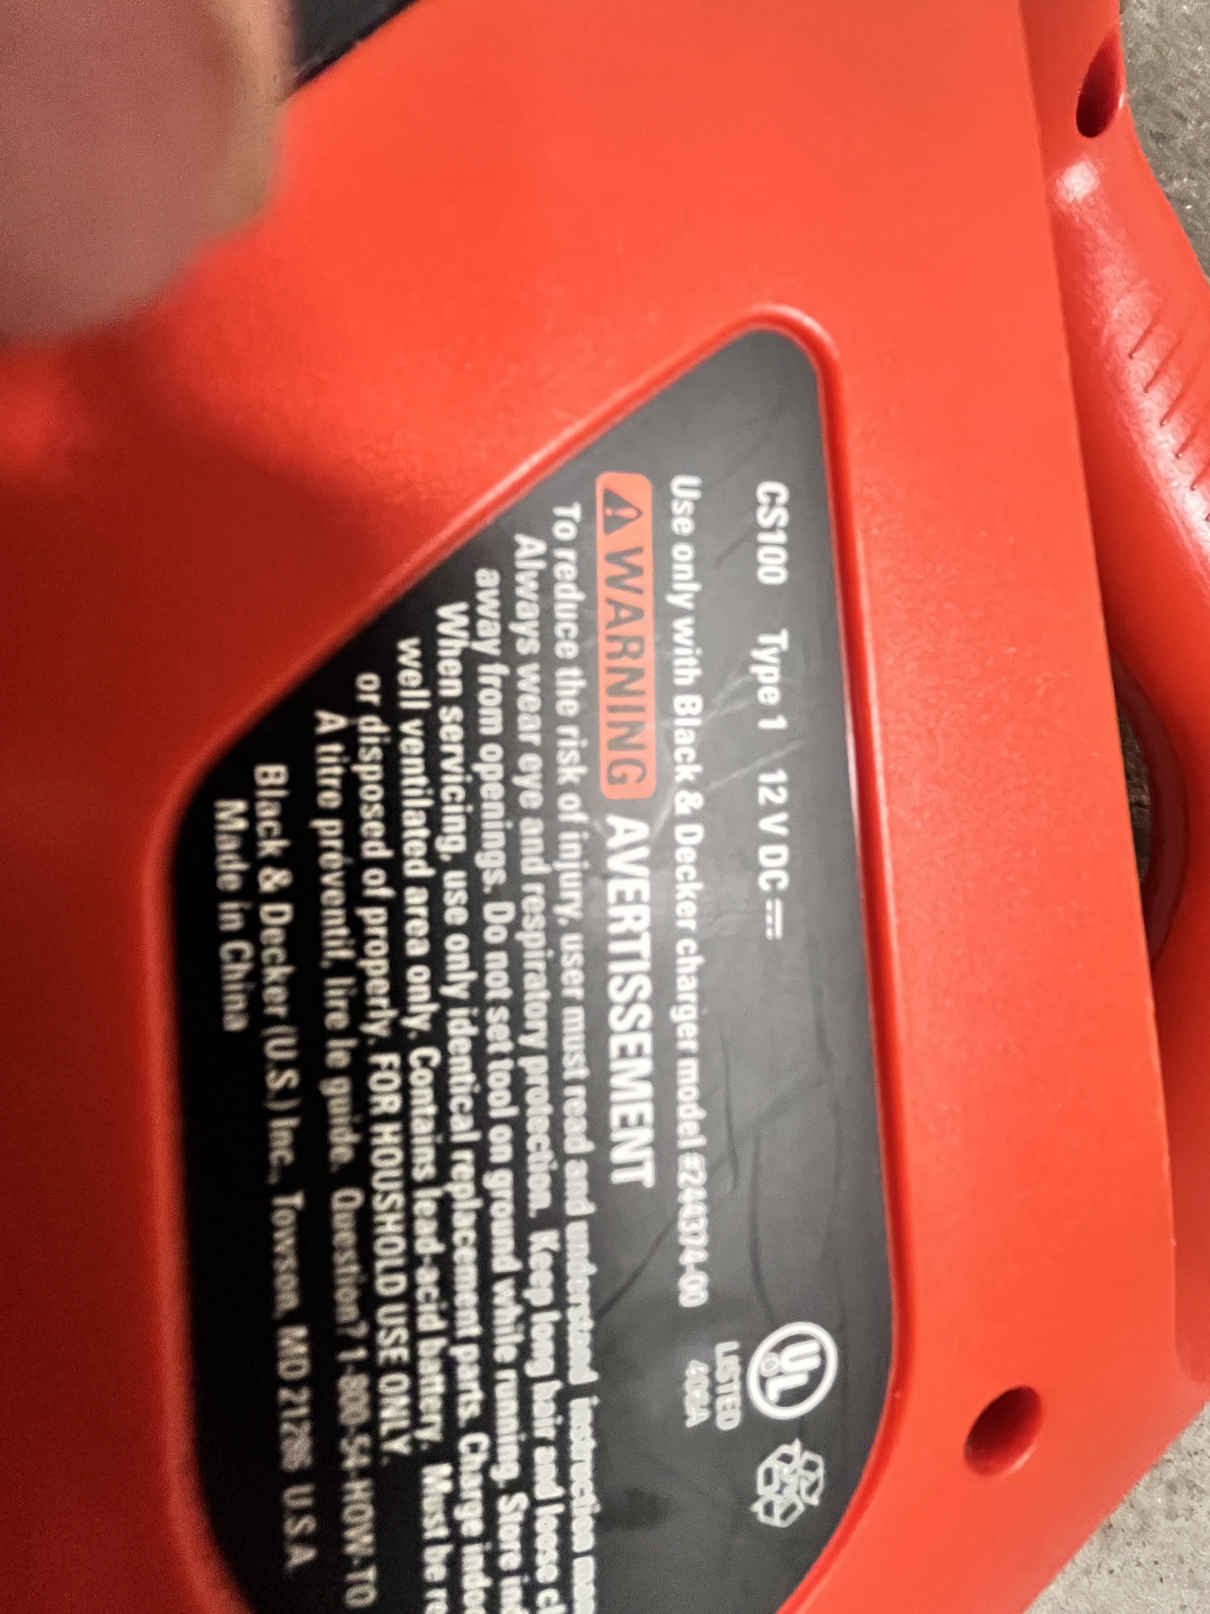 CS100 Type 1 12 V DC
Use only with Black & Decker charger model #244374-00
UL
LISTED
WARNING AVERTISSEMENT
To reduce the risk of injury, user must read and understand instruction
Always wear eye and respiratory protection. Keep long hair and loose
away from openings. Do not set tool on ground while running. Store
When servicing, use only identical replacement parts. Charge
well ventilated area only. Contains lead-acid battery. Must be
or disposed of properly. FOR HOUSHOLD USE ONLY.
A titre préventif, lire le guide. Question? 1-800-54-HOW-TO
Black & Decker (U.S.) Inc., Towson, MD 21286 U.S.A.
Made in China